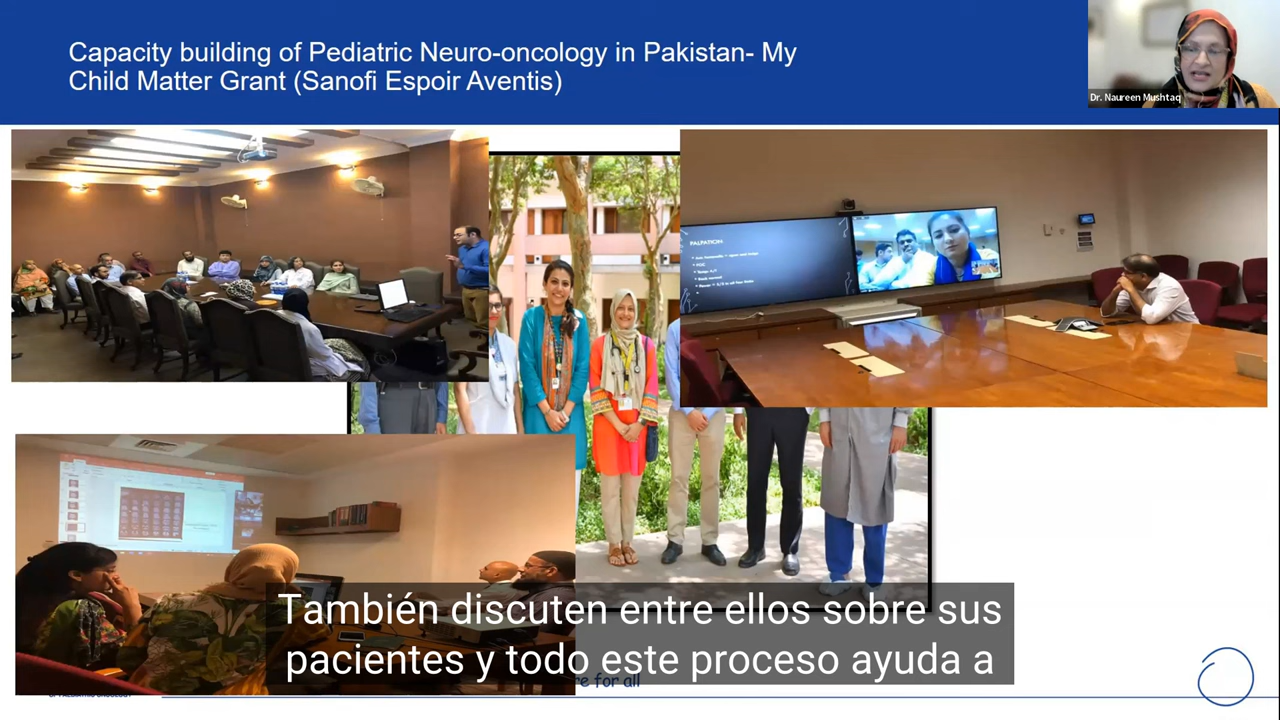 Capacity building of Pediatric Neuro-oncology in Pakistan- My
Child Matter Grant (Sanofi Espoir Aventis)
Dr. Naureen Mushtaq
PALPATION
También discuten entre ellos sobre sus
pacientes y todo este proceso ayuda a
for all